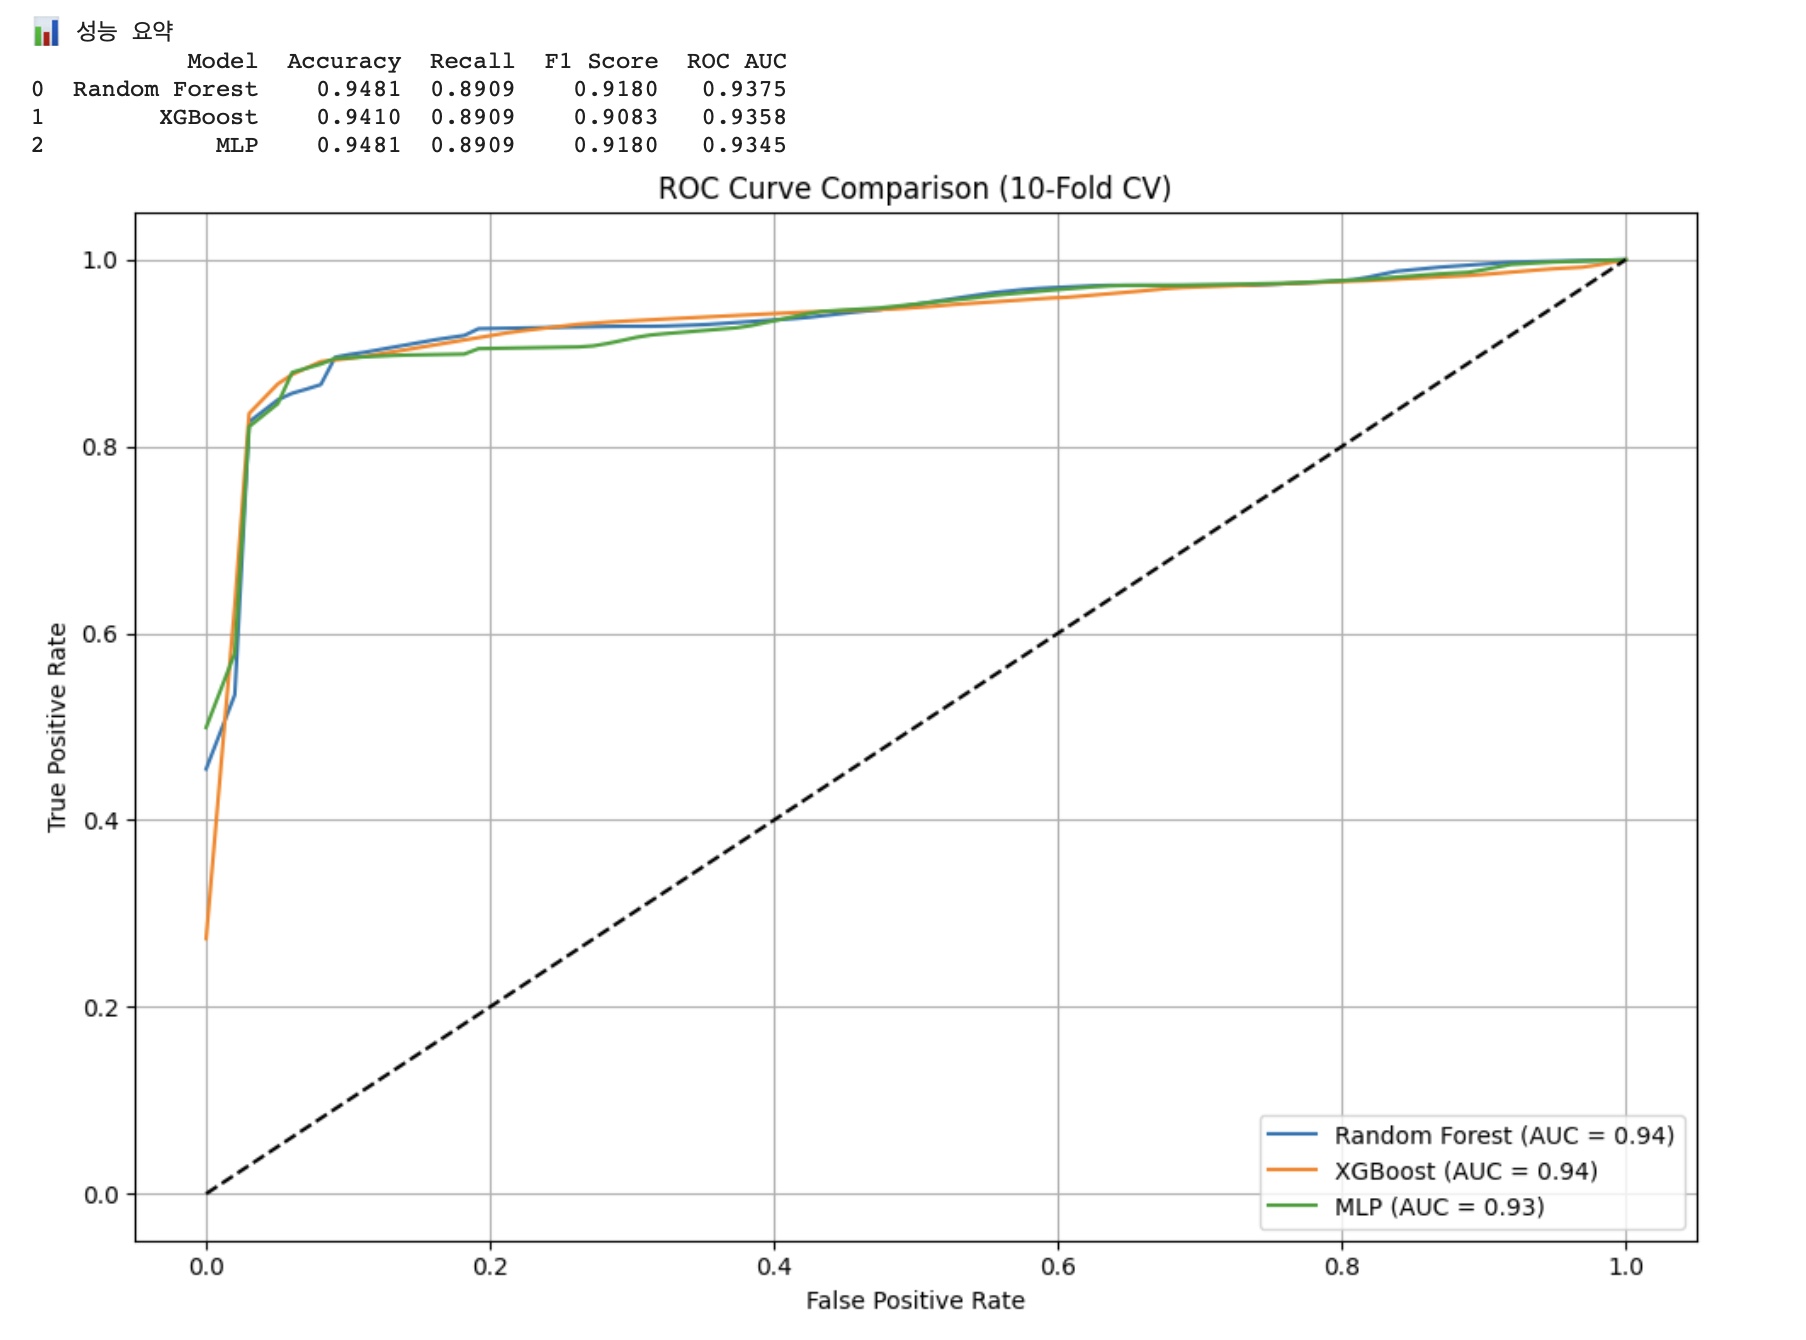 📊 성능 요약
Model Accuracy Recall F1 Score ROC AUC
0 Random Forest 0.9481 0.8909 0.9180 0.9375
1 XGBoost 0.9410 0.8909 0.9083 0.9358
2 MLP 0.9481 0.8909 0.9180 0.9345
ROC Curve Comparison (10-Fold CV)
1.0
0.8
0.6
0.4
0.2
0.0
True Positive Rate
Random Forest (AUC = 0.94)
XGBoost (AUC = 0.94)
MLP (AUC = 0.93)
0.0 0.2 0.4 0.6 0.8 1.0
False Positive Rate